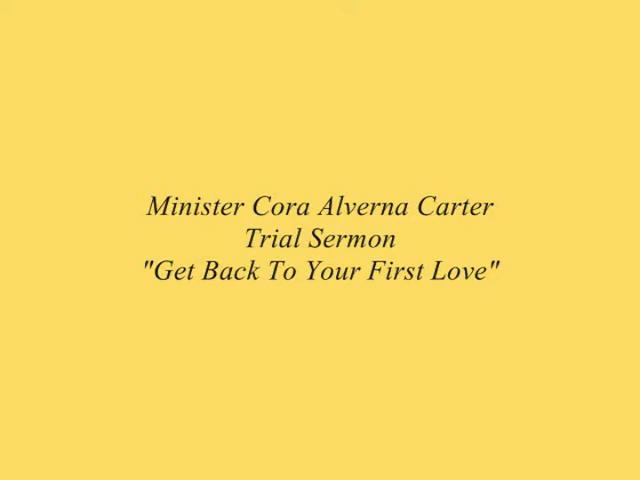 Minister Cora Alverna Carter
Trial Sermon
"Get Back To Your First Love"